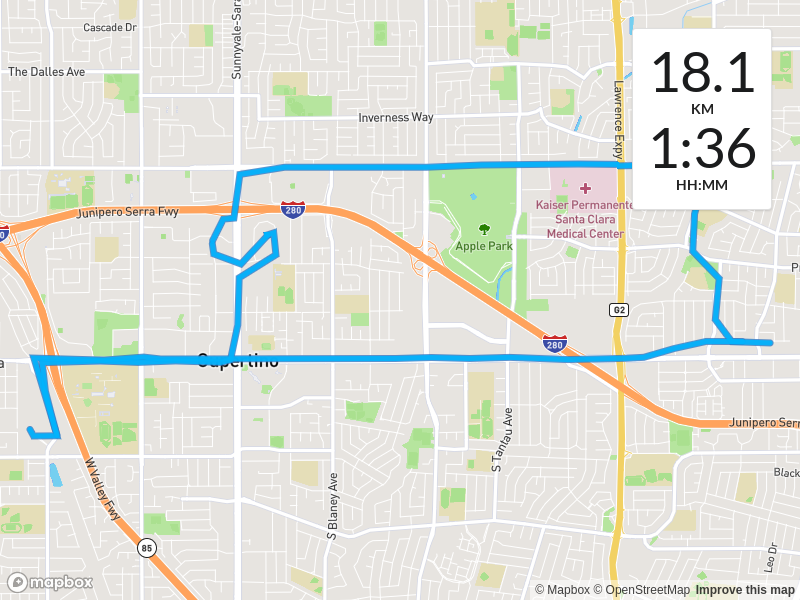 Cascade Dr
Sunnyvale-Sara
The Dalles Ave
Inverness Way
Lawrence Expy
18.1
KM
1:36
HH:MM
Junipero Serra Fwy
280
Kaiser Permanente
Santa Clara
Medical Center
Apple Park
G2
280
Cupertino
Junipero Serr
S Tantau Ave
W Valley Fwy
S Blaney Ave
Black
85
Leo Dr
mapbox
© Mapbox © OpenStreetMap Improve this map